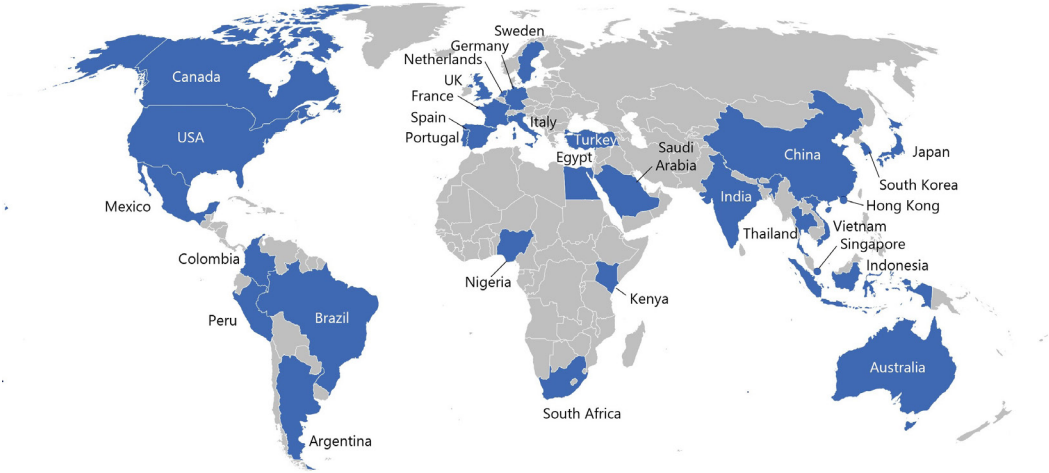 Sweden
Germany
Netherlands
Canada
UK
France
USA
Spain
Italy
Portugal
Turkey
Saudi
Arabia
Egypt
China
Japan
South Korea
India
Hong Kong
Mexico
Thailand
Vietnam
Singapore
Colombia
Indonesia
Nigeria
Kenya
Peru
Brazil
Australia
South Africa
Argentina